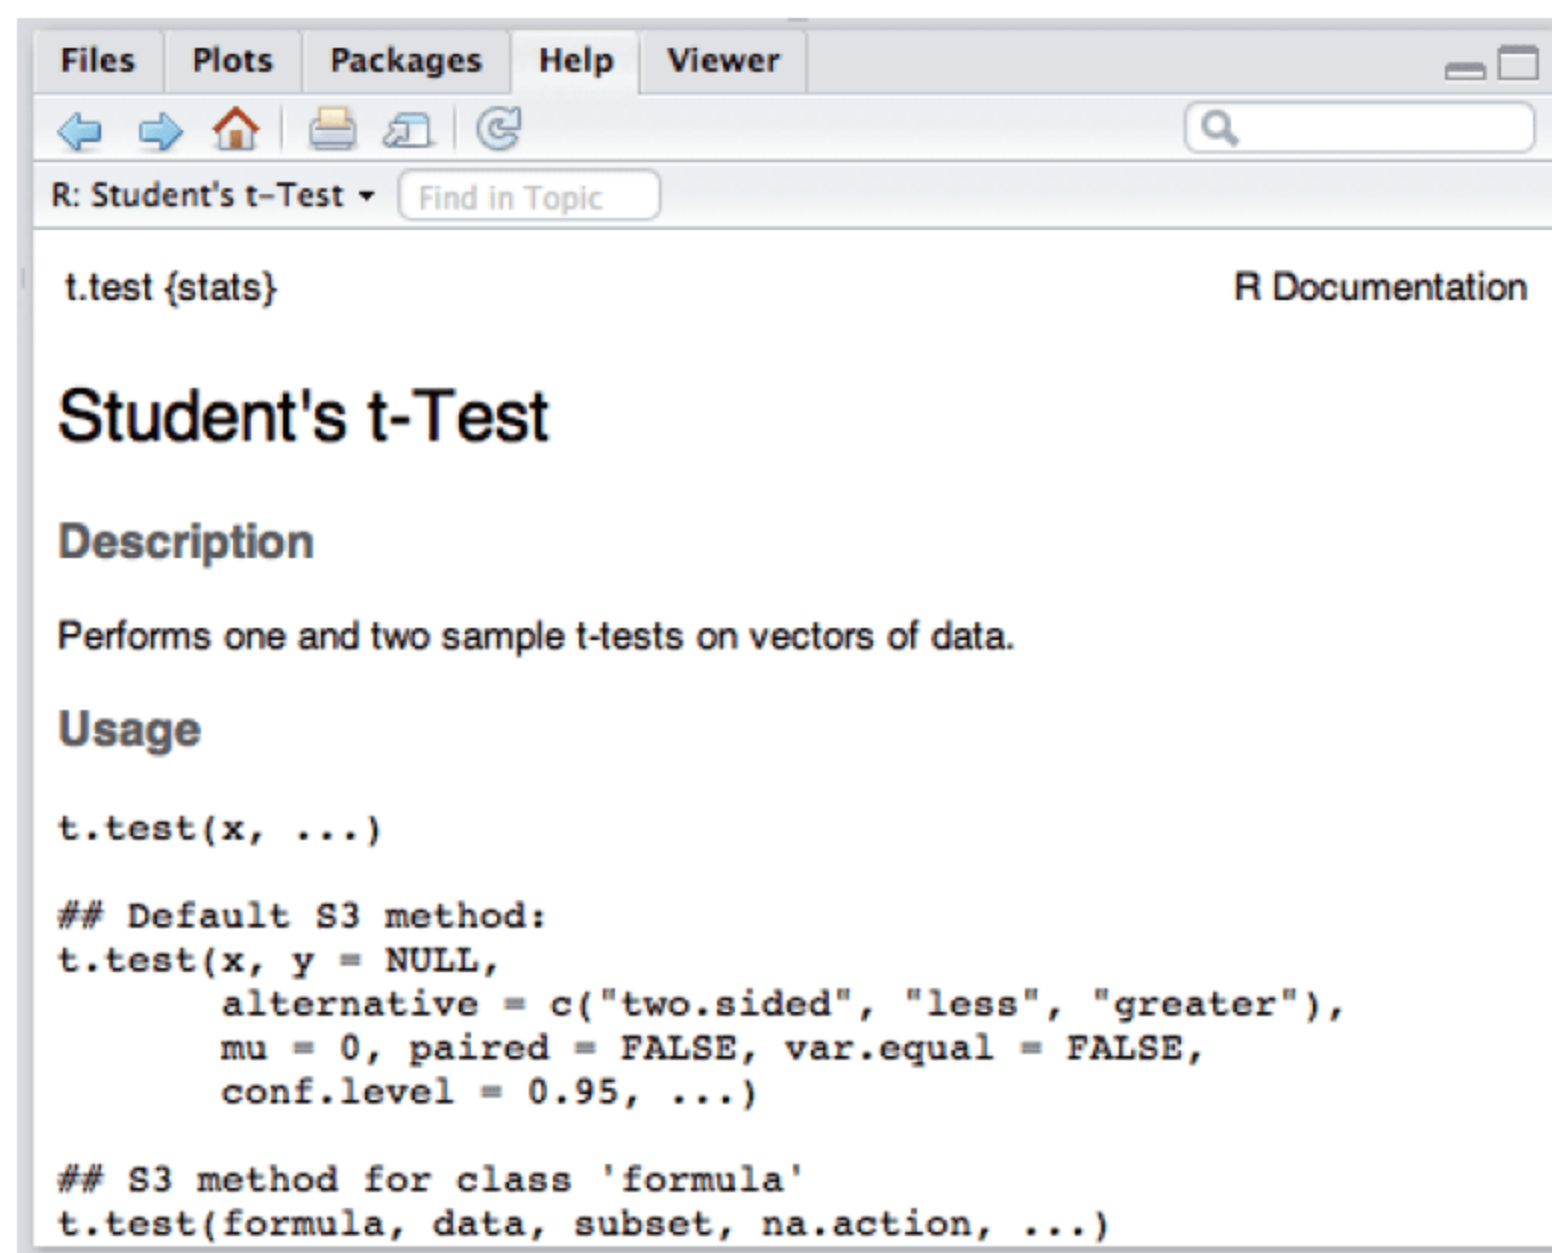 Files Plots Packages Help Viewer
R: Student's t-Test Find in Topic
t.test {stats} R Documentation
Student's t-Test
Description
Performs one and two sample t-tests on vectors of data.
Usage
t.test(x, ...)
## Default S3 method:
t.test(x, y = NULL,
       alternative = c("two.sided", "less", "greater"),
       mu = 0, paired = FALSE, var.equal = FALSE,
       conf.level = 0.95, ...)
## S3 method for class 'formula'
t.test(formula, data, subset, na.action, ...)